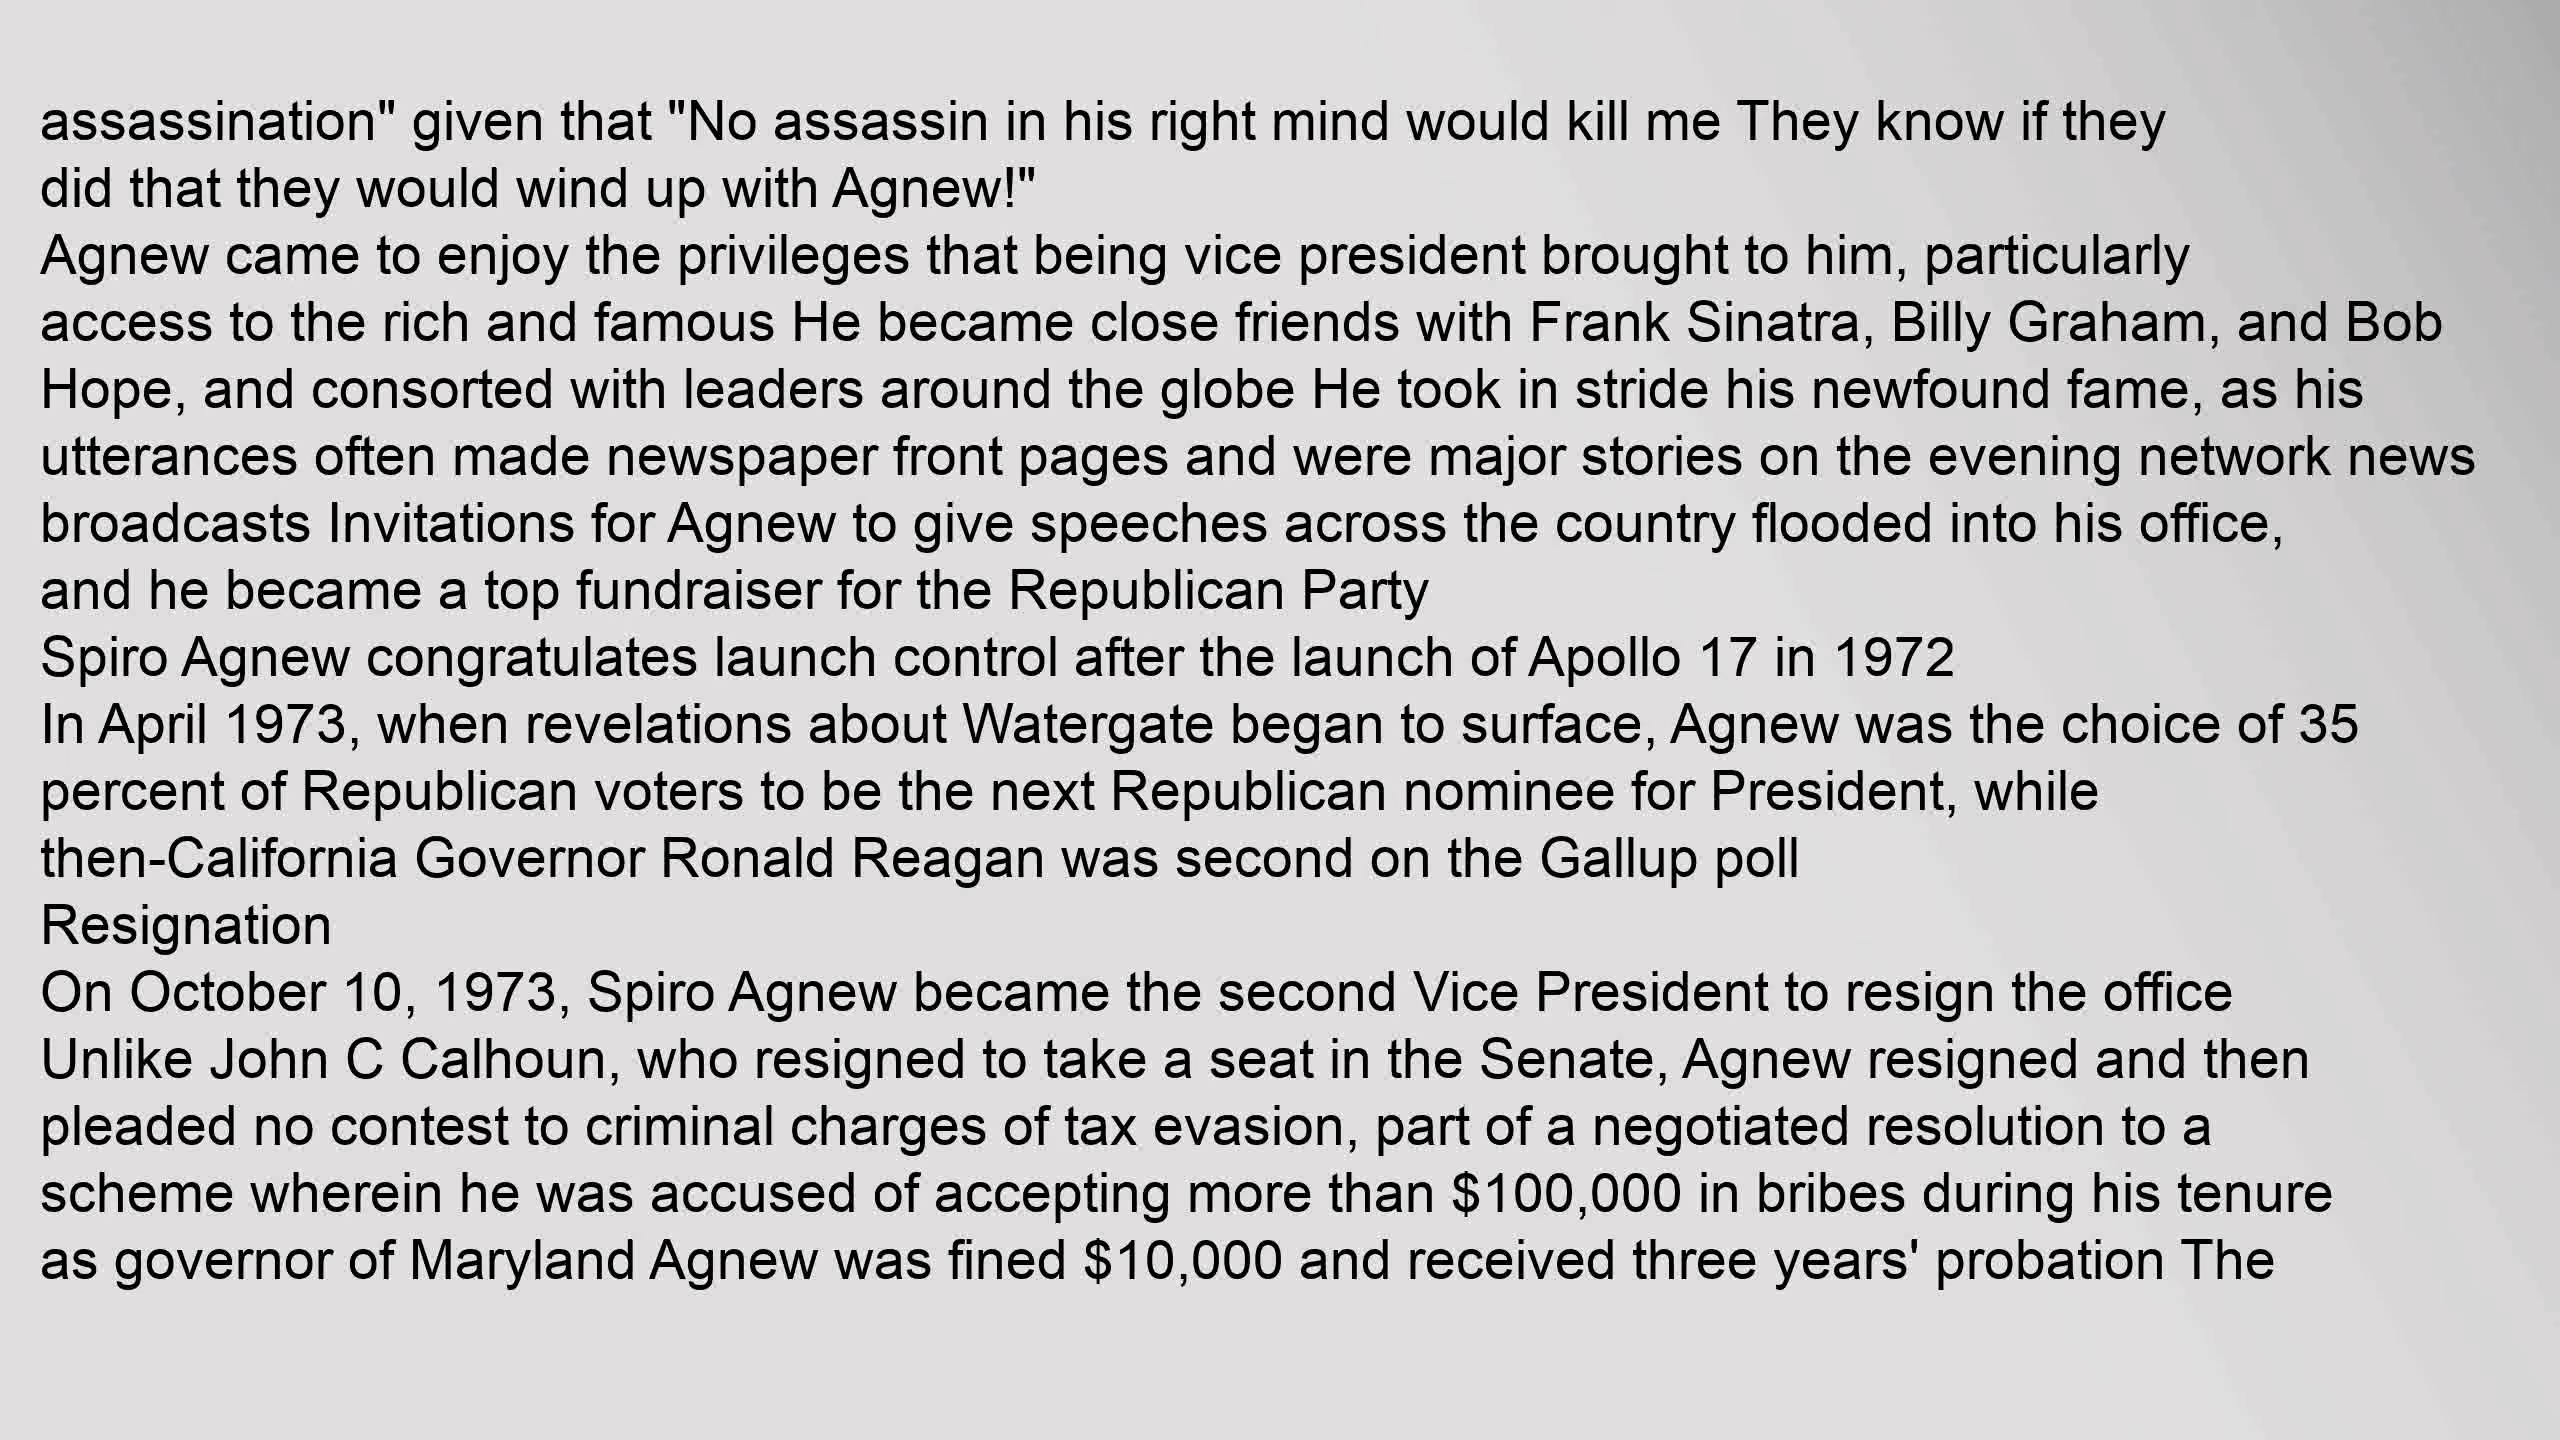 assassination" given that "No assassin in his right mind would kill me They know if they
did that they would wind up with Agnew!"
Agnew came to enjoy the privileges that being vice president brought to him, particularly
access to the rich and famous He became close friends with Frank Sinatra, Billy Graham, and Bob
Hope, and consorted with leaders around the globe He took in stride his newfound fame, as his
utterances often made newspaper front pages and were major stories on the evening network news
broadcasts Invitations for Agnew to give speeches across the country flooded into his office,
and he became a top fundraiser for the Republican Party
Spiro Agnew congratulates launch control after the launch of Apollo 17 in 1972
In April 1973, when revelations about Watergate began to surface, Agnew was the choice of 35
percent of Republican voters to be the next Republican nominee for President, while
then-California Governor Ronald Reagan was second on the Gallup poll
Resignation
On October 10, 1973, Spiro Agnew became the second Vice President to resign the office
Unlike John C Calhoun, who resigned to take a seat in the Senate, Agnew resigned and then
pleaded no contest to criminal charges of tax evasion, part of a negotiated resolution to a
scheme wherein he was accused of accepting more than $100,000 in bribes during his tenure
as governor of Maryland Agnew was fined $10,000 and received three years' probation The